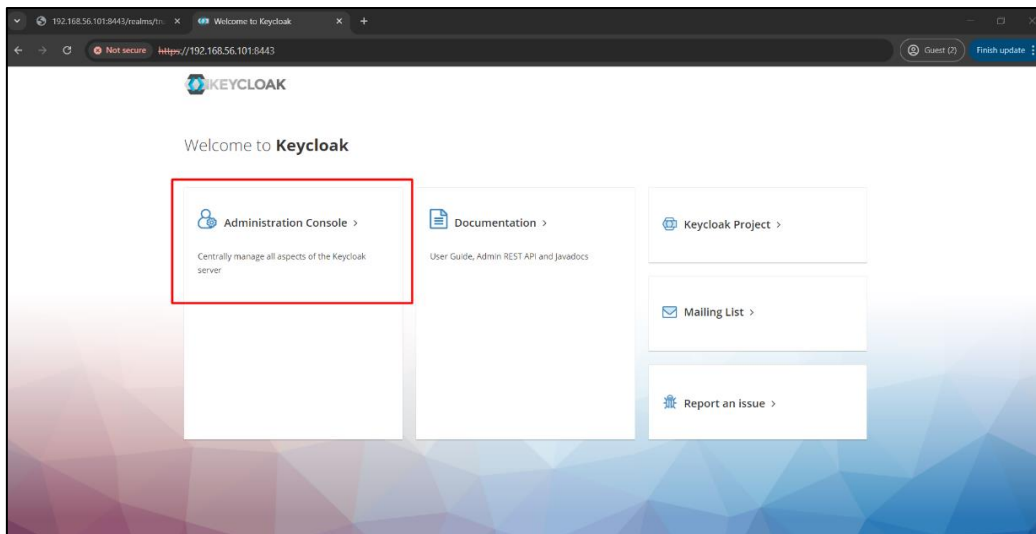 192.168.56.101:8443/realms/tru
Welcome to Keycloak
Not secure https://192.168.56.101:8443
Guest (2)
Finish update
KEYCLOAK
Welcome to Keycloak
Administration Console >
Centrally manage all aspects of the Keycloak
server
Documentation >
User Guide, Admin REST API and Javadocs
Keycloak Project >
Mailing List >
Report an issue >